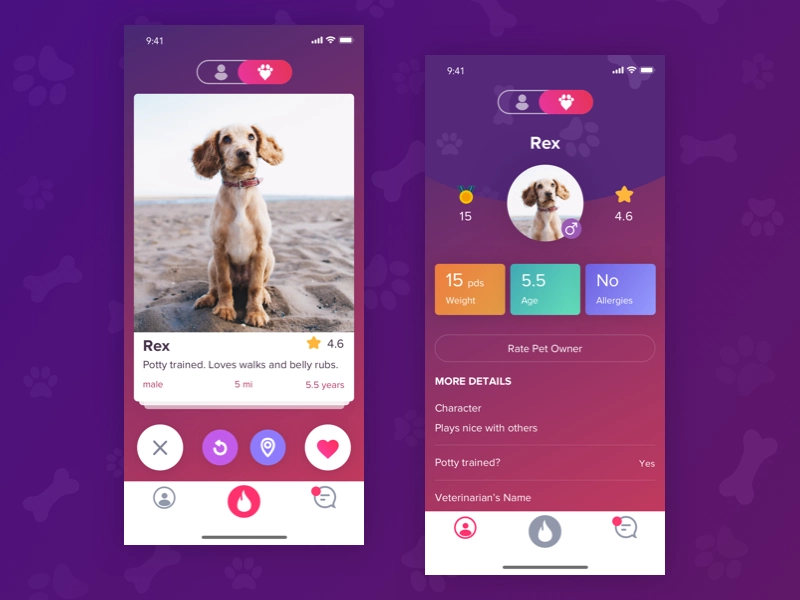 9:41
Rex
4.6
Potty trained. Loves walks and belly rubs.
male 5 mi 5.5 years
9:41
Rex
15
4.6
15 pds
Weight
5.5
Age
No
Allergies
Rate Pet Owner
MORE DETAILS
Character
Plays nice with others
Potty trained? Yes
Veterinarian's Name